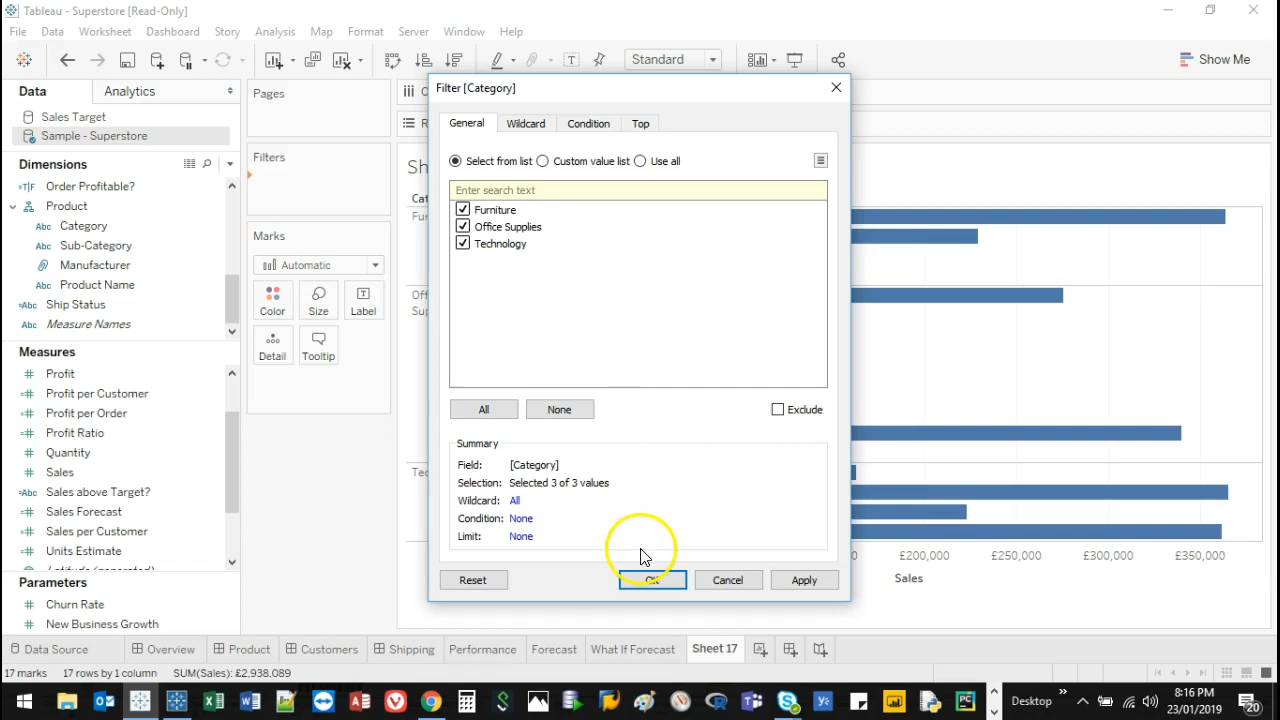 Tableau - Superstore [Read-Only]
File Data Worksheet Dashboard Story Analysis Map Format Server Window Help
Standard
Show Me
Data Analytics
Sales Target
Sample - Superstore
Dimensions
=T|F Order Profitable?
Product
Abc Category
Abc Sub-Category
Manufacturer
Abc Product Name
=Abc Ship Status
Abc Measure Names
Measures
# Profit
=# Profit per Customer
=# Profit per Order
=# Profit Ratio
# Quantity
# Sales
=Abc Sales above Target?
=# Sales Forecast
=# Sales per Customer
=# Units Estimate
Parameters
# Churn Rate
# New Business Growth
Pages
Filters
Marks
Automatic
Color Size Label
Detail Tooltip
Filter [Category]
General Wildcard Condition Top
Select from list Custom value list Use all
Enter search text
Furniture
Office Supplies
Technology
All None Exclude
Summary
Field: [Category]
Selection: Selected 3 of 3 values
Wildcard: All
Condition: None
Limit: None
Reset OK Cancel Apply
£200,000 £250,000 £300,000 £350,000
Sales
Data Source Overview Product Customers Shipping Performance Forecast What If Forecast Sheet 17
17 marks 17 rows by 1 column SUM(Sales): £2,938,089
Desktop
8:16 PM
23/01/2019
20